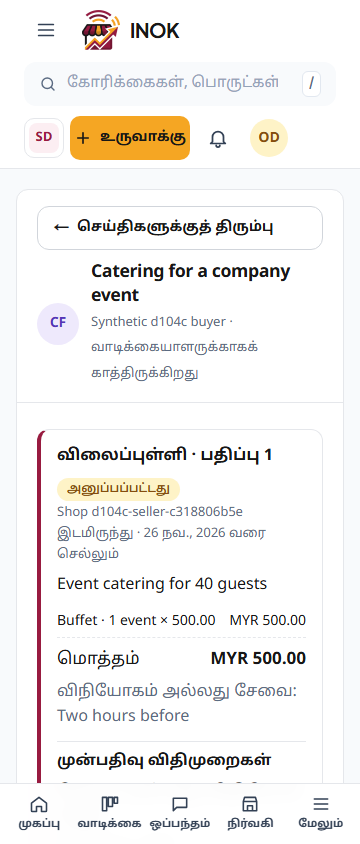 INOK
கோரிக்கைகள், பொருட்கள்
/
SD
+ உருவாக்கு
OD
← செய்திகளுக்குத் திரும்பு
Catering for a company
event
CF
Synthetic d104c buyer ·
வாடிக்கையாளருக்காகக்
காத்திருக்கிறது
விலைப்புள்ளி · பதிப்பு 1
அனுப்பப்பட்டது
Shop d104c-seller-c318806b5e
இடமிருந்து · 26 நவ., 2026 வரை
செல்லும்
Event catering for 40 guests
Buffet · 1 event × 500.00 MYR 500.00
மொத்தம் MYR 500.00
விநியோகம் அல்லது சேவை:
Two hours before
முன்பதிவு விதிமுறைகள்
முகப்பு வாடிக்கை ஒப்பந்தம் நிர்வகி மேலும்